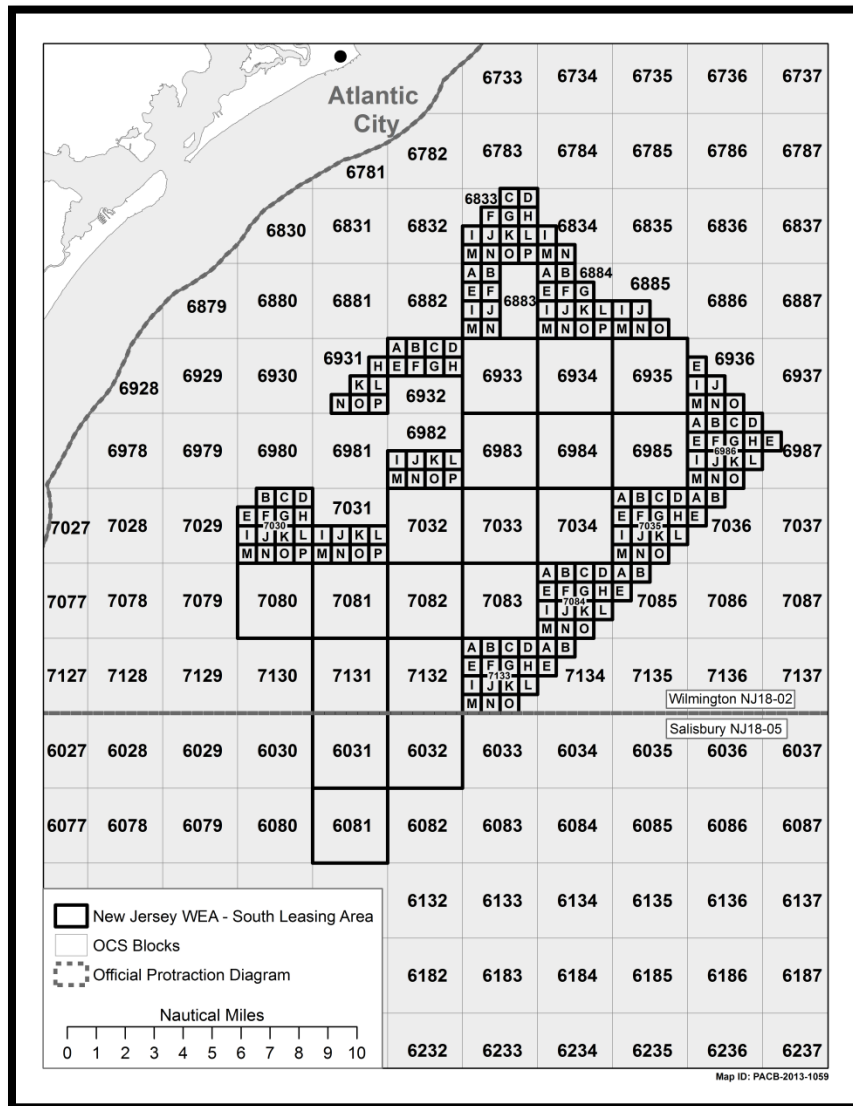 6733 6734 6735 6736 6737
Atlantic
City
6781 6782 6783 6784 6785 6786 6787
6833 C D
F G H
6830 6831 6832 6834 6835 6836 6837
I J K L I
M N O P M N
A B A B 6884
E F E F G 6885
6879 6880 6881 6882 6883 6886 6887
I J I J K L I J
M N M N O P M N O
A B C D
6931 H E F G H E 6936
6928 6929 6930 6933 6934 6935 6937
K L 6932 I J
N O P M N O
6982 A B C D
6978 6979 6980 6981 6983 6984 6985 E F G H E 6987
6986
I J K L I J K L
M N O P M N O
B C D A B C D A B
E F G H 7031 E F G H E
7027 7028 7029 7030 7032 7033 7034 7035 7036 7037
I J K L I J K L I J K L
M N O P M N O P M N O
A B C D A B
E F G H E
7077 7078 7079 7080 7081 7082 7083 7084 7085 7086 7087
I J K L
M N O
A B C D A B
E F G H E
7127 7128 7129 7130 7131 7132 7133 7134 7135 7136 7137
I J K L
M N O
Wilmington NJ18-02
Salisbury NJ18-05
6027 6028 6029 6030 6031 6032 6033 6034 6035 6036 6037
6077 6078 6079 6080 6081 6082 6083 6084 6085 6086 6087
6132 6133 6134 6135 6136 6137
New Jersey WEA - South Leasing Area
OCS Blocks
Official Protraction Diagram
6182 6183 6184 6185 6186 6187
Nautical Miles
0 1 2 3 4 5 6 7 8 9 10
6232 6233 6234 6235 6236 6237
Map ID: PACB-2013-1059